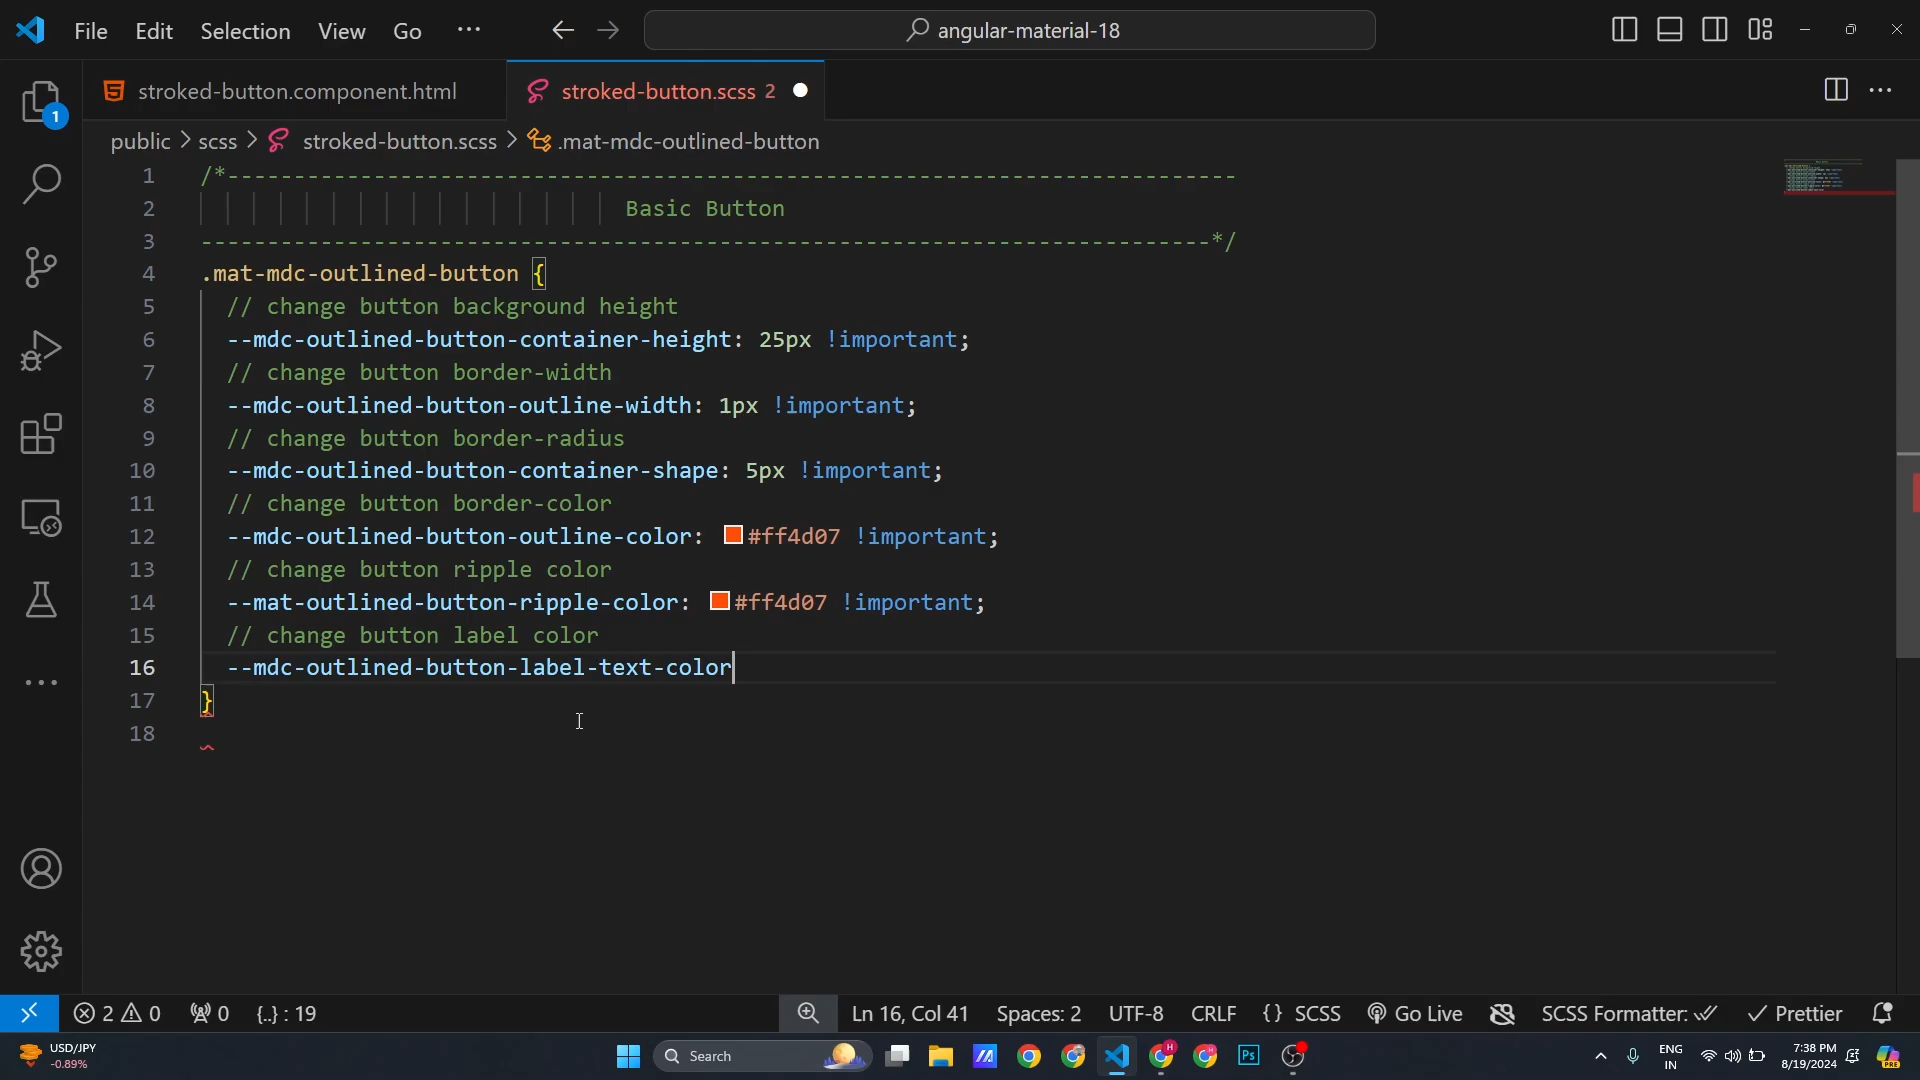 File Edit Selection View Go ··· angular-material-18
stroked-button.component.html stroked-button.scss 2
public > scss > stroked-button.scss > .mat-mdc-outlined-button
1 /*----------------------------------------------------------------------------
2 Basic Button
3 ----------------------------------------------------------------------------*/
4 .mat-mdc-outlined-button {
5 // change button background height
6 --mdc-outlined-button-container-height: 25px !important;
7 // change button border-width
8 --mdc-outlined-button-outline-width: 1px !important;
9 // change button border-radius
10 --mdc-outlined-button-container-shape: 5px !important;
11 // change button border-color
12 --mdc-outlined-button-outline-color: #ff4d07 !important;
13 // change button ripple color
14 --mat-outlined-button-ripple-color: #ff4d07 !important;
15 // change button label color
16 --mdc-outlined-button-label-text-color
17 }
18
1
2 0 0 {..} : 19 Ln 16, Col 41 Spaces: 2 UTF-8 CRLF {} SCSS Go Live SCSS Formatter: Prettier
USD/JPY
-0.89%
Search
H H Ps
ENG
IN
7:38 PM
8/19/2024
PRE